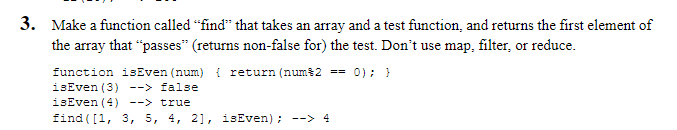 3. Make a function called “find” that takes an array and a test function, and returns the first element of
the array that “passes” (returns non-false for) the test. Don’t use map, filter, or reduce.
function isEven(num) { return(num%2 == 0); }
isEven(3) --> false
isEven(4) --> true
find([1, 3, 5, 4, 2], isEven); --> 4